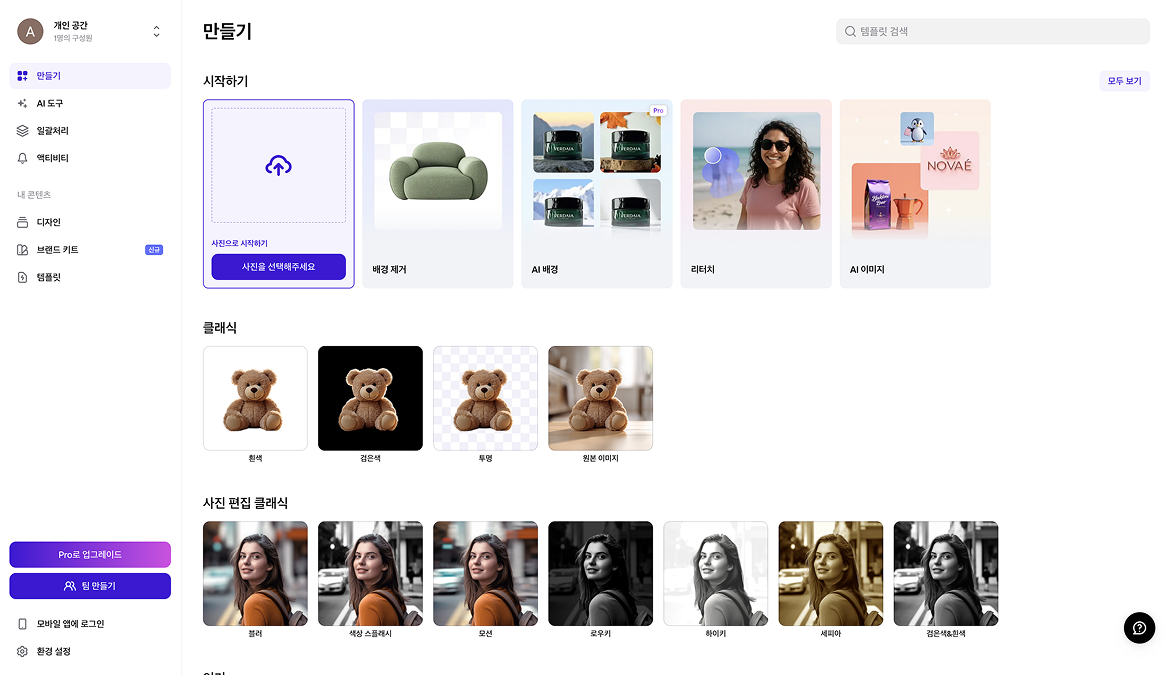 A
개인 공간
1명의 구성원
만들기
AI 도구
일괄처리
액티비티
내 콘텐츠
디자인
브랜드 키트
신규
템플릿
Pro로 업그레이드
팀 만들기
모바일 앱에 로그인
환경 설정
만들기
템플릿 검색
시작하기
모두 보기
사진으로 시작하기
사진을 선택해주세요
배경 제거
Pro
VERDAIA
VERDAIA
VERDAIA
VERDAIA
AI 배경
리터치
NOVAÉ
AI 이미지
클래식
흰색
검은색
투명
원본 이미지
사진 편집 클래식
블러
색상 스플래시
모션
로우키
하이키
세피아
검은색&흰색